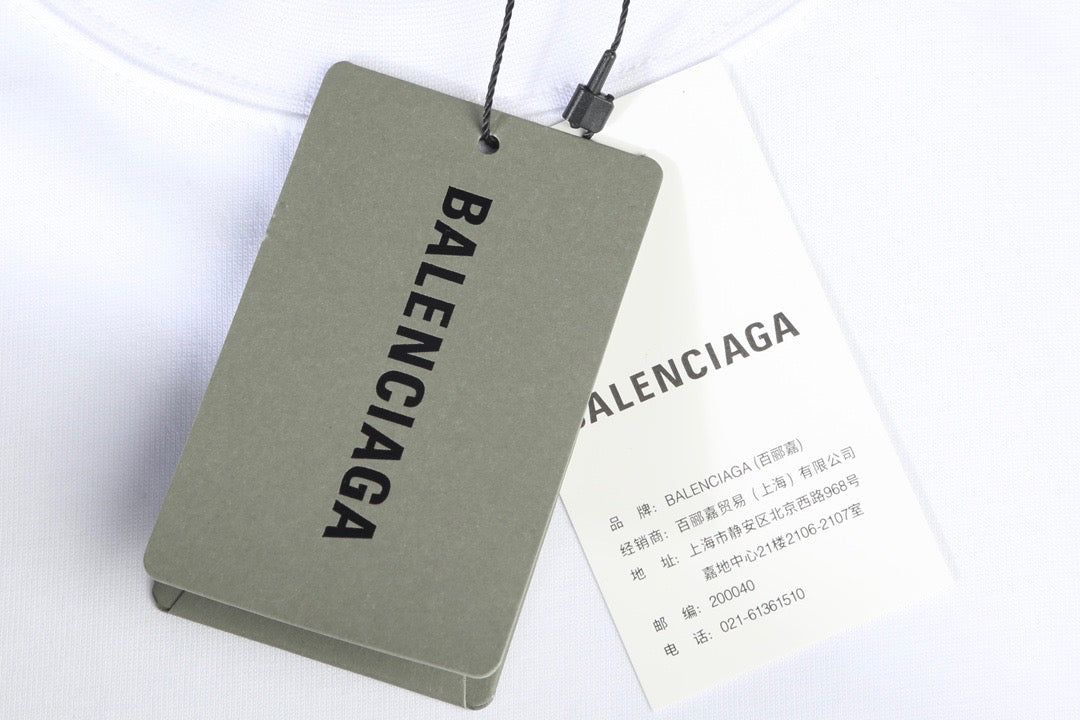 BALENCIAGA
BALENCIAGA
品 牌: BALENCIAGA (百郦嘉)
经销商: 百郦嘉贸易（上海）有限公司
地 址: 上海市静安区北京西路968号
嘉地中心21楼2106-2107室
邮 编: 200040
电 话: 021-61361510